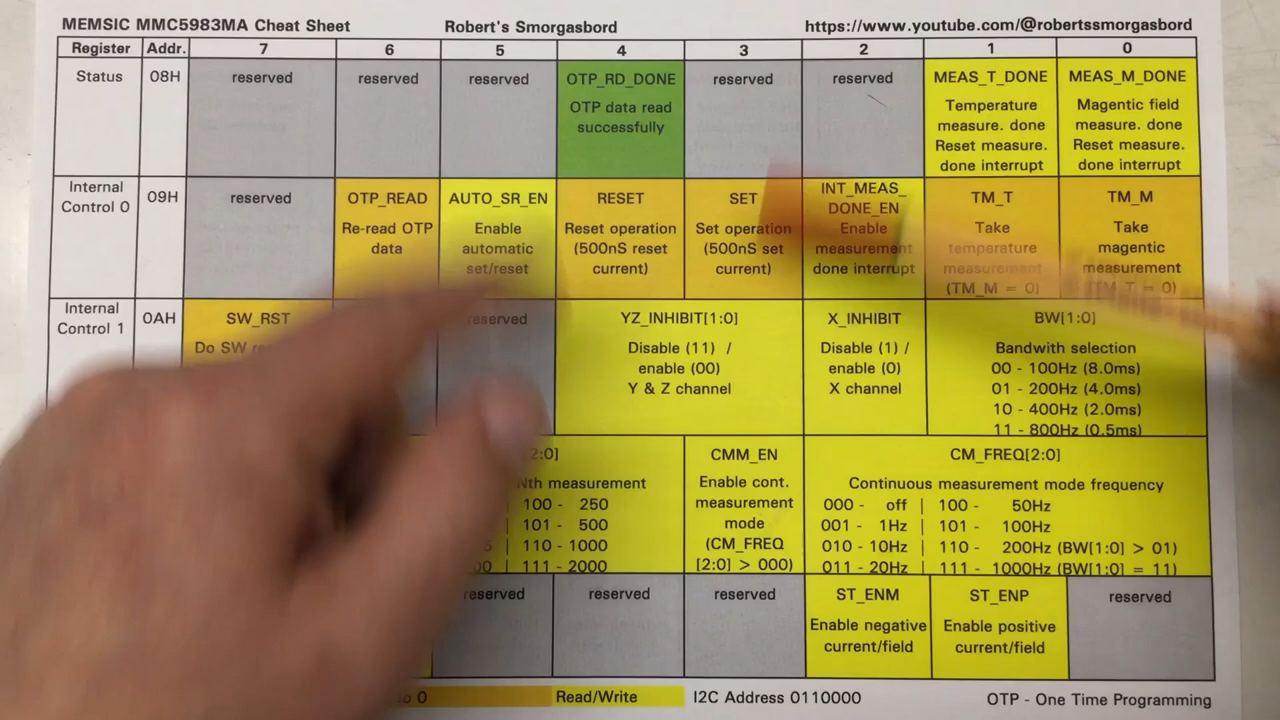 MEMSIC MMC5983MA Cheat Sheet Robert's Smorgasbord https://www.youtube.com/@robertssmorgasbord
Register Addr. 7 6 5 4 3 2 1 0
Status 08H reserved reserved reserved OTP_RD_DONE reserved reserved MEAS_T_DONE MEAS_M_DONE
OTP data read Temperature Magentic field
successfully measure. done measure. done
Reset measure. Reset measure.
done interrupt done interrupt
Internal Control 0 09H reserved OTP_READ AUTO_SR_EN RESET SET INT_MEAS_ DONE_EN TM_T TM_M
Re-read OTP Enable Reset operation Set operation Enable Take Take
data automatic (500nS reset (500nS set measurement temperature magentic
set/reset current) current) done interrupt measurement measurement
(TM_M = 0) (TM_T = 0)
Internal Control 1 0AH SW_RST reserved YZ_INHIBIT[1:0] X_INHIBIT BW[1:0]
Do SW Disable (11) / Disable (1) / Bandwith selection
enable (00) enable (0) 00 - 100Hz (8.0ms)
Y & Z channel X channel 01 - 200Hz (4.0ms)
10 - 400Hz (2.0ms)
11 - 800Hz (0.5ms)
2:0] CMM_EN CM_FREQ[2:0]
Nth measurement Enable cont. Continuous measurement mode frequency
100 - 250 measurement 000 - off | 100 - 50Hz
101 - 500 mode 001 - 1Hz | 101 - 100Hz
| 110 - 1000 (CM_FREQ 010 - 10Hz | 110 - 200Hz (BW[1:0] > 01)
| 111 - 2000 [2:0] > 000) 011 - 20Hz | 111 - 1000Hz (BW[1:0] = 11)
reserved reserved reserved ST_ENM ST_ENP reserved
Enable negative Enable positive
current/field current/field
0 Read/Write I2C Address 0110000 OTP - One Time Programming